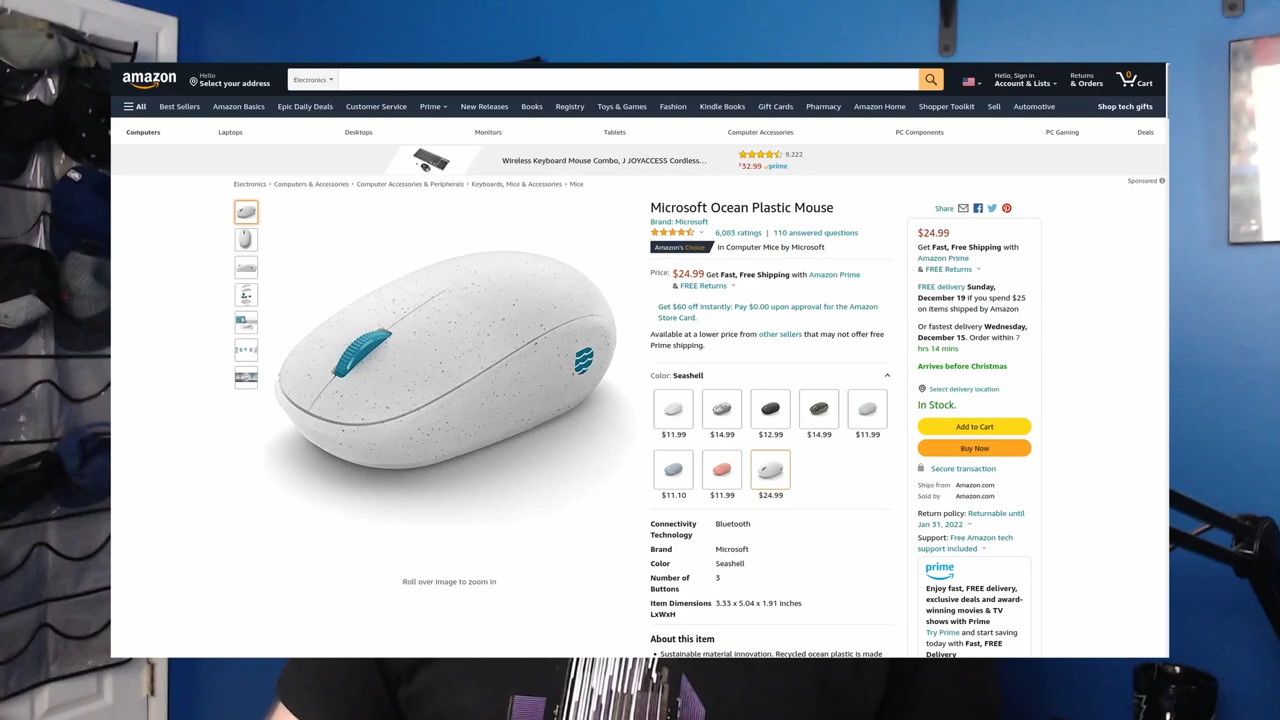 amazon
Hello
Select your address
Electronics
Hello, Sign in
Account & Lists
Returns
& Orders
0
Cart
All
Best Sellers
Amazon Basics
Epic Daily Deals
Customer Service
Prime
New Releases
Books
Registry
Toys & Games
Fashion
Kindle Books
Gift Cards
Pharmacy
Amazon Home
Shopper Toolkit
Sell
Automotive
Shop tech gifts
Computers
Laptops
Desktops
Monitors
Tablets
Computer Accessories
PC Components
PC Gaming
Deals
Wireless Keyboard Mouse Combo, J JOYACCESS Cordless...
9,222
$32.99 prime
Sponsored
Electronics › Computers & Accessories › Computer Accessories & Peripherals › Keyboards, Mice & Accessories › Mice
Microsoft Ocean Plastic Mouse
Brand: Microsoft
6,083 ratings | 110 answered questions
Amazon's Choice in Computer Mice by Microsoft
Price: $24.99 Get Fast, Free Shipping with Amazon Prime
& FREE Returns
Get $60 off instantly: Pay $0.00 upon approval for the Amazon
Store Card.
Available at a lower price from other sellers that may not offer free
Prime shipping.
Color: Seashell
$11.99
$14.99
$12.99
$14.99
$11.99
$11.10
$11.99
$24.99
Connectivity Technology Bluetooth
Brand Microsoft
Color Seashell
Number of Buttons 3
Item Dimensions LxWxH 3.33 x 5.04 x 1.91 inches
About this item
• Sustainable material innovation. Recycled ocean plastic is made
Roll over image to zoom in
Share
$24.99
Get Fast, Free Shipping with
Amazon Prime
& FREE Returns
FREE delivery Sunday,
December 19 if you spend $25
on items shipped by Amazon
Or fastest delivery Wednesday,
December 15. Order within 7
hrs 14 mins
Arrives before Christmas
Select delivery location
In Stock.
Add to Cart
Buy Now
Secure transaction
Ships from Amazon.com
Sold by Amazon.com
Return policy: Returnable until
Jan 31, 2022
Support: Free Amazon tech
support included
prime
Enjoy fast, FREE delivery,
exclusive deals and award-
winning movies & TV
shows with Prime
Try Prime and start saving
today with Fast, FREE
Delivery